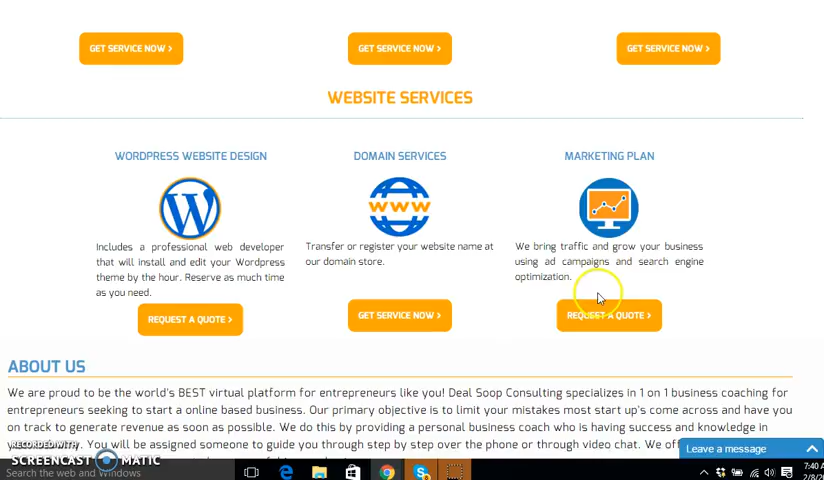 GET SERVICE NOW >
GET SERVICE NOW >
GET SERVICE NOW >
WEBSITE SERVICES
WORDPRESS WEBSITE DESIGN
DOMAIN SERVICES
MARKETING PLAN
W
WWW
Includes a professional web developer
that will install and edit your Wordpress
theme by the hour. Reserve as much time
as you need.
Transfer or register your website name at
our domain store.
We bring traffic and grow your business
using ad campaigns and search engine
optimization.
REQUEST A QUOTE >
GET SERVICE NOW >
REQUEST A QUOTE >
ABOUT US
We are proud to be the world's BEST virtual platform for entrepreneurs like you! Deal Soop Consulting specializes in 1 on 1 business coaching for
entrepreneurs seeking to start a online based business. Our primary objective is to limit your mistakes most start up's come across and have you
on track to generate revenue as soon as possible. We do this by providing a personal business coach who is having success and knowledge in
You will be assigned someone to guide you through step by step over the phone or through video chat. We
Leave a message
RECORDED WITH
SCREENCAST MATIC
Search the web and Windows
7:40
2/8/